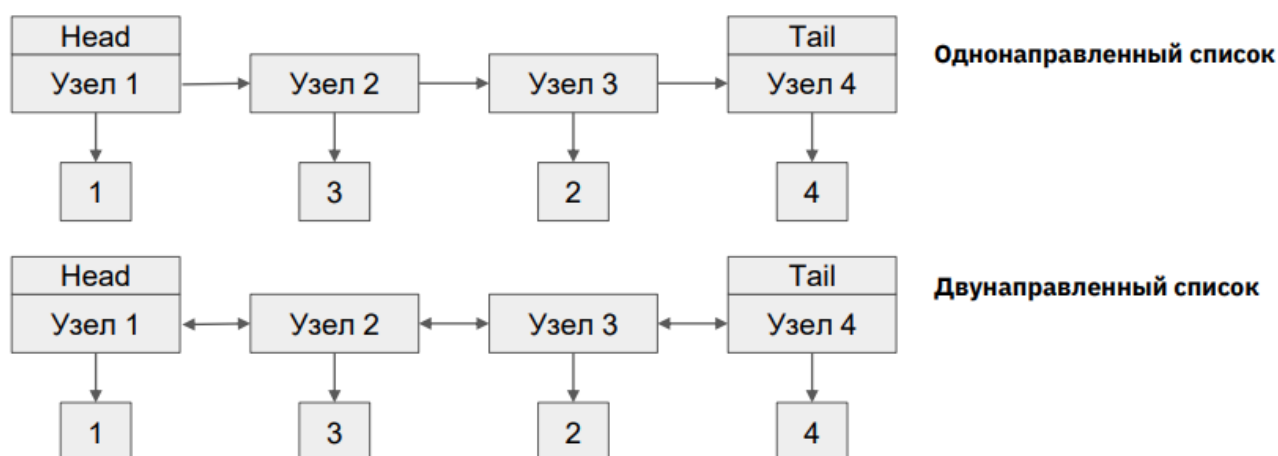 Head
Tail
Однонаправленный список
Узел 1
Узел 2
Узел 3
Узел 4
1
3
2
4
Head
Tail
Двунаправленный список
Узел 1
Узел 2
Узел 3
Узел 4
1
3
2
4